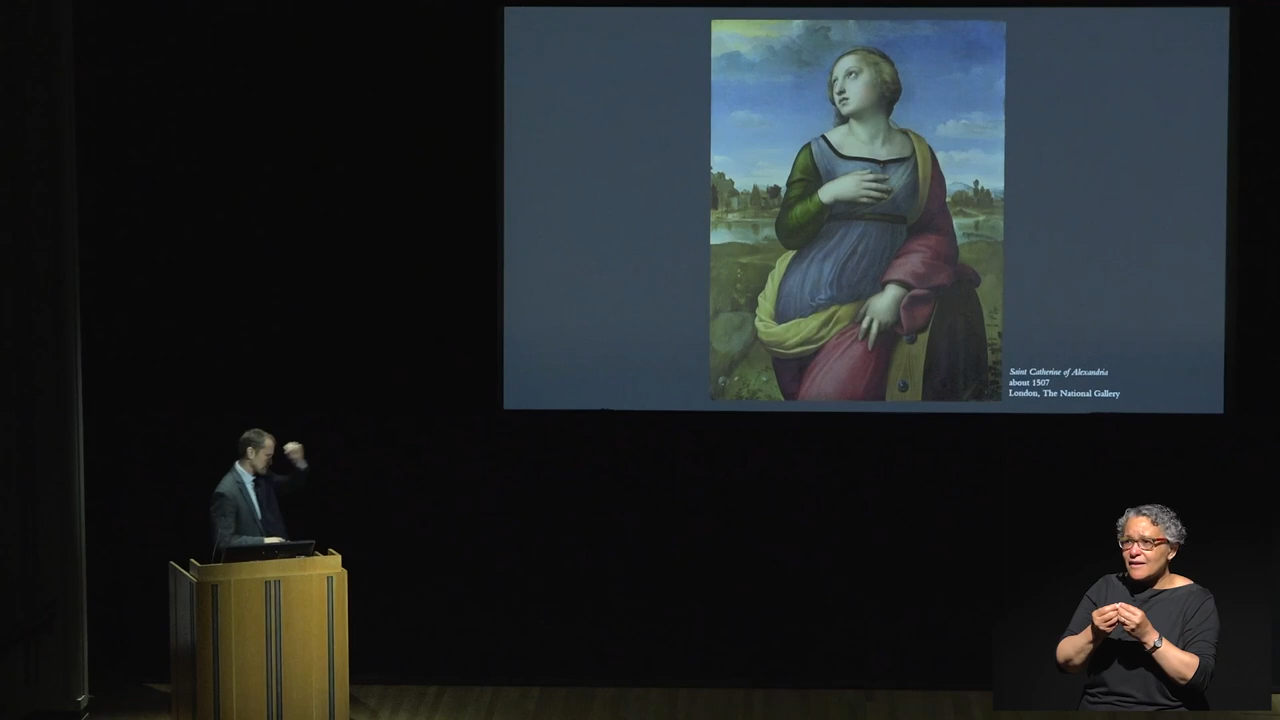 Saint Catherine of Alexandria
about 1507
London, The National Gallery